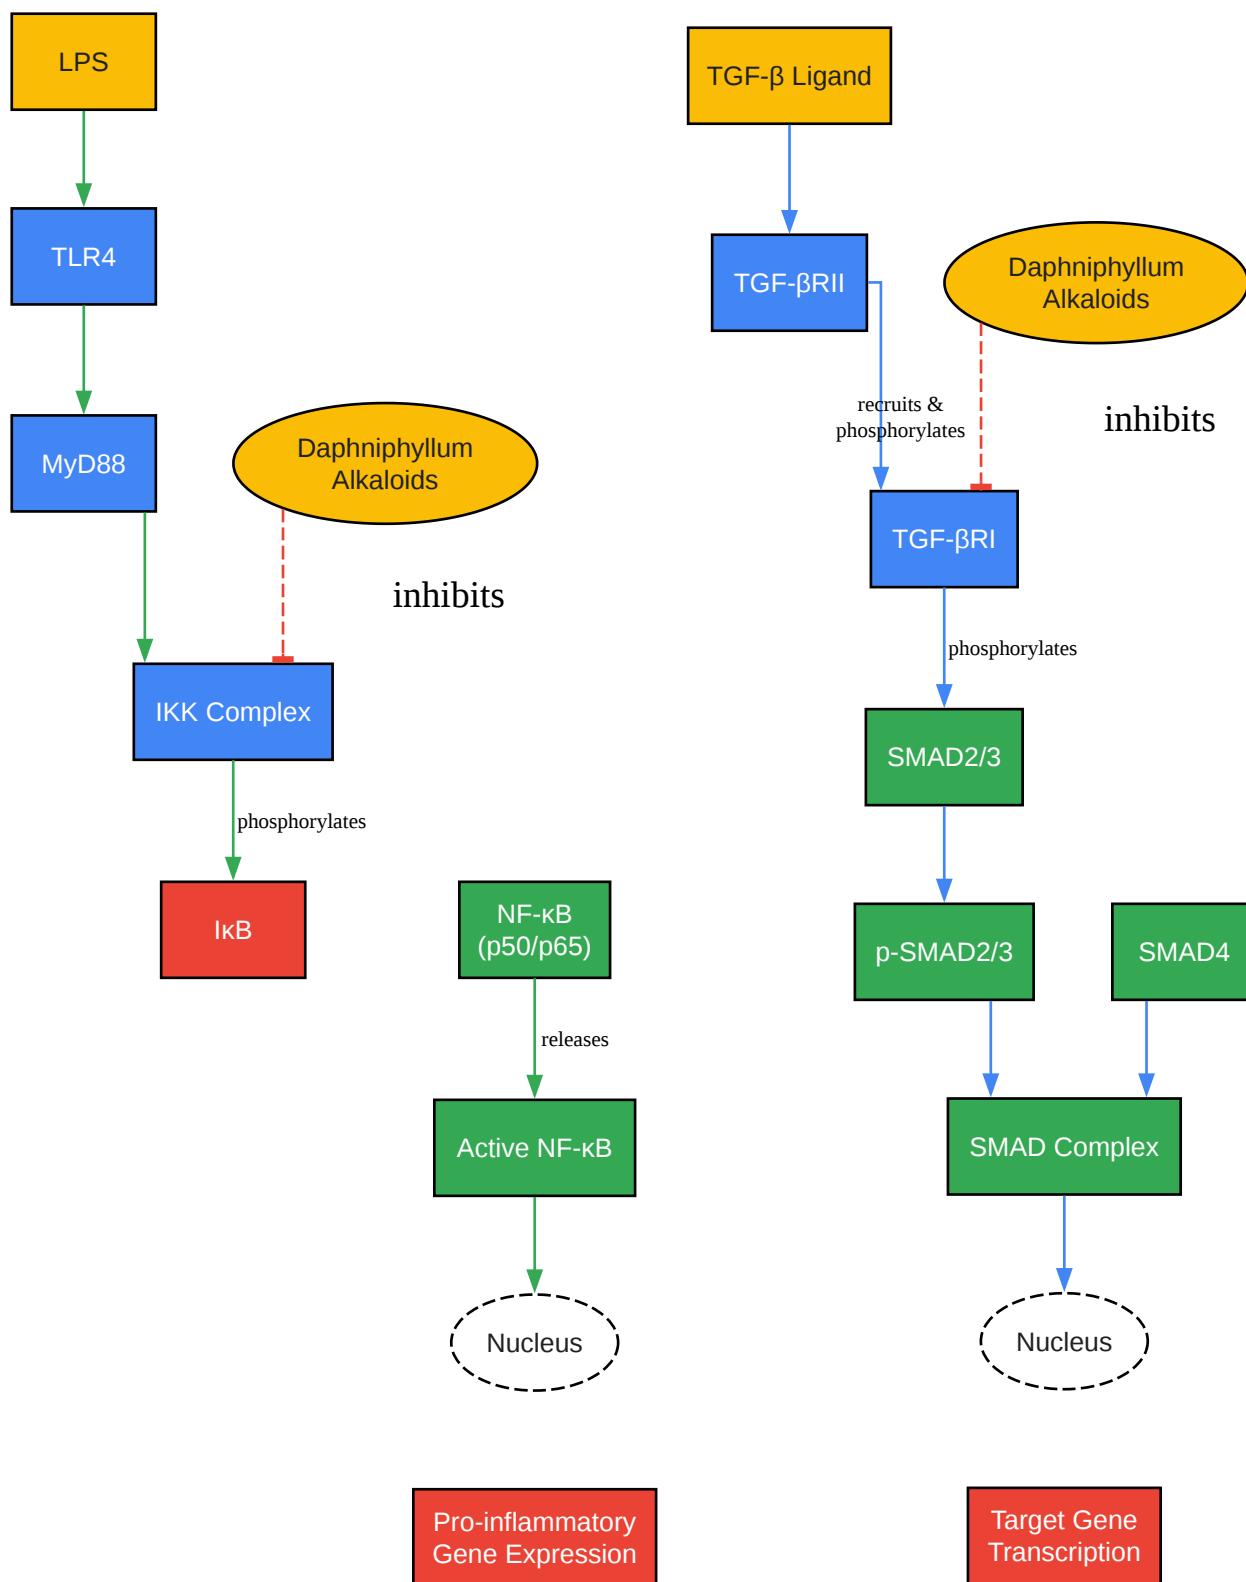 LPS
TLR4
MyD88
Daphniphyllum
Alkaloids
inhibits
IKK Complex
phosphorylates
IκB
NF-κB
(p50/p65)
releases
Active NF-κB
Nucleus
Pro-inflammatory
Gene Expression
TGF-β Ligand
TGF-βRII
Daphniphyllum
Alkaloids
recruits &
phosphorylates
inhibits
TGF-βRI
phosphorylates
SMAD2/3
p-SMAD2/3
SMAD4
SMAD Complex
Nucleus
Target Gene
Transcription